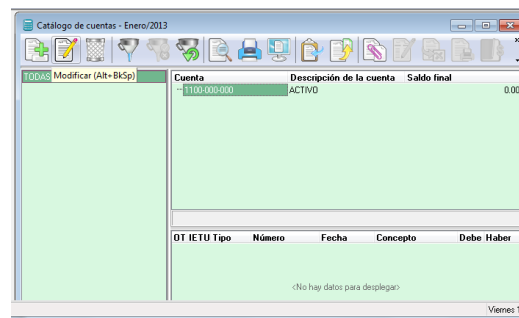 Catálogo de cuentas - Enero/2013
TODAS Modificar (Alt+BkSp)
Cuenta Descripción de la cuenta Saldo final
1100-000-000 ACTIVO 0.00
OT IETU Tipo Número Fecha Concepto Debe Haber
<No hay datos para desplegar>
Viernes 1